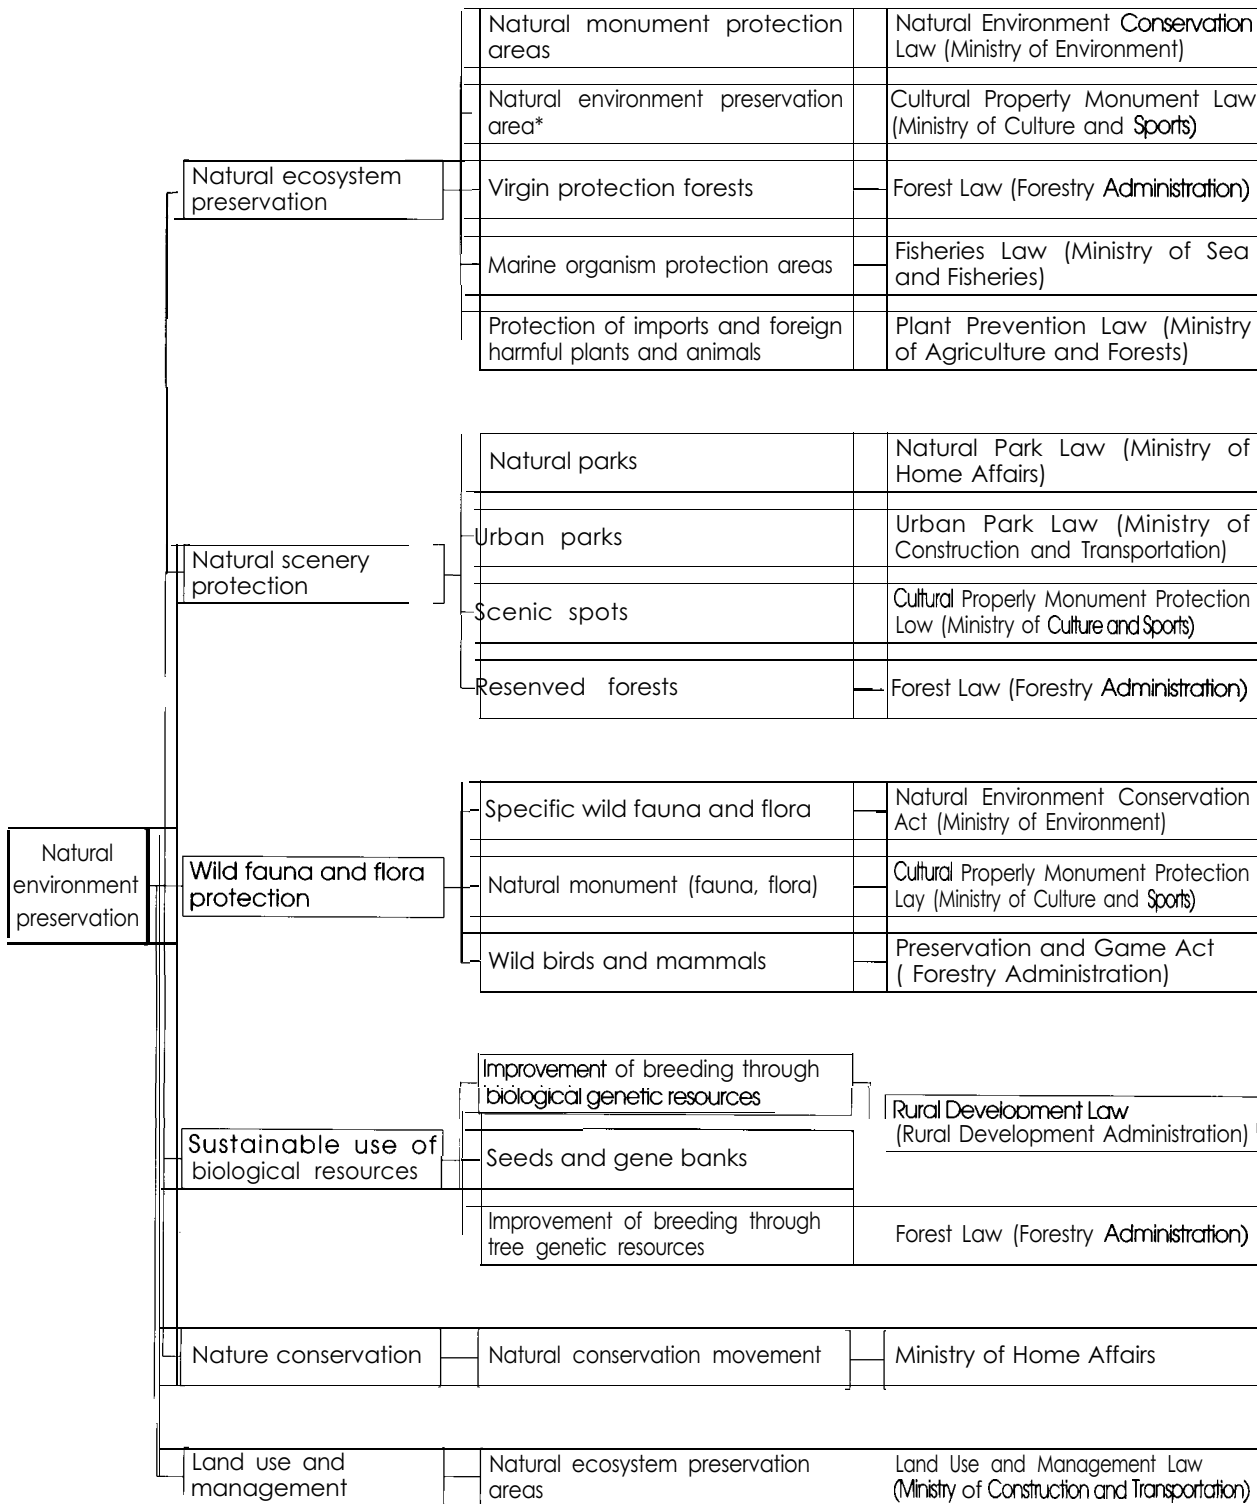 Natural monument protection
areas
Natural Environment Conservation
Law (Ministry of Environment)
Natural environment preservation
area*
Cultural Property Monument Law
(Ministry of Culture and Sports)
Natural ecosystem
preservation
Virgin protection forests
Forest Law (Forestry Administration)
Marine organism protection areas
Fisheries Law (Ministry of Sea
and Fisheries)
Protection of imports and foreign
harmful plants and animals
Plant Prevention Law (Ministry
of Agriculture and Forests)
Natural parks
Natural Park Law (Ministry of
Home Affairs)
Natural scenery
protection
Urban parks
Urban Park Law (Ministry of
Construction and Transportation)
Scenic spots
Cultural Properly Monument Protection
Low (Ministry of Culture and Sports)
Resenved forests
Forest Law (Forestry Administration)
Natural
environment
preservation
Wild fauna and flora
protection
Specific wild fauna and flora
Natural Environment Conservation
Act (Ministry of Environment)
Natural monument (fauna, flora)
Cultural Properly Monument Protection
Lay (Ministry of Culture and Sports)
Wild birds and mammals
Preservation and Game Act
( Forestry Administration)
Sustainable use of
biological resources
Improvement of breeding through
biological genetic resources
Rural Development Law
(Rural Development Administration)
Seeds and gene banks
Improvement of breeding through
tree genetic resources
Forest Law (Forestry Administration)
Nature conservation
Natural conservation movement
Ministry of Home Affairs
Land use and
management
Natural ecosystem preservation
areas
Land Use and Management Law
(Ministry of Construction and Transportation)